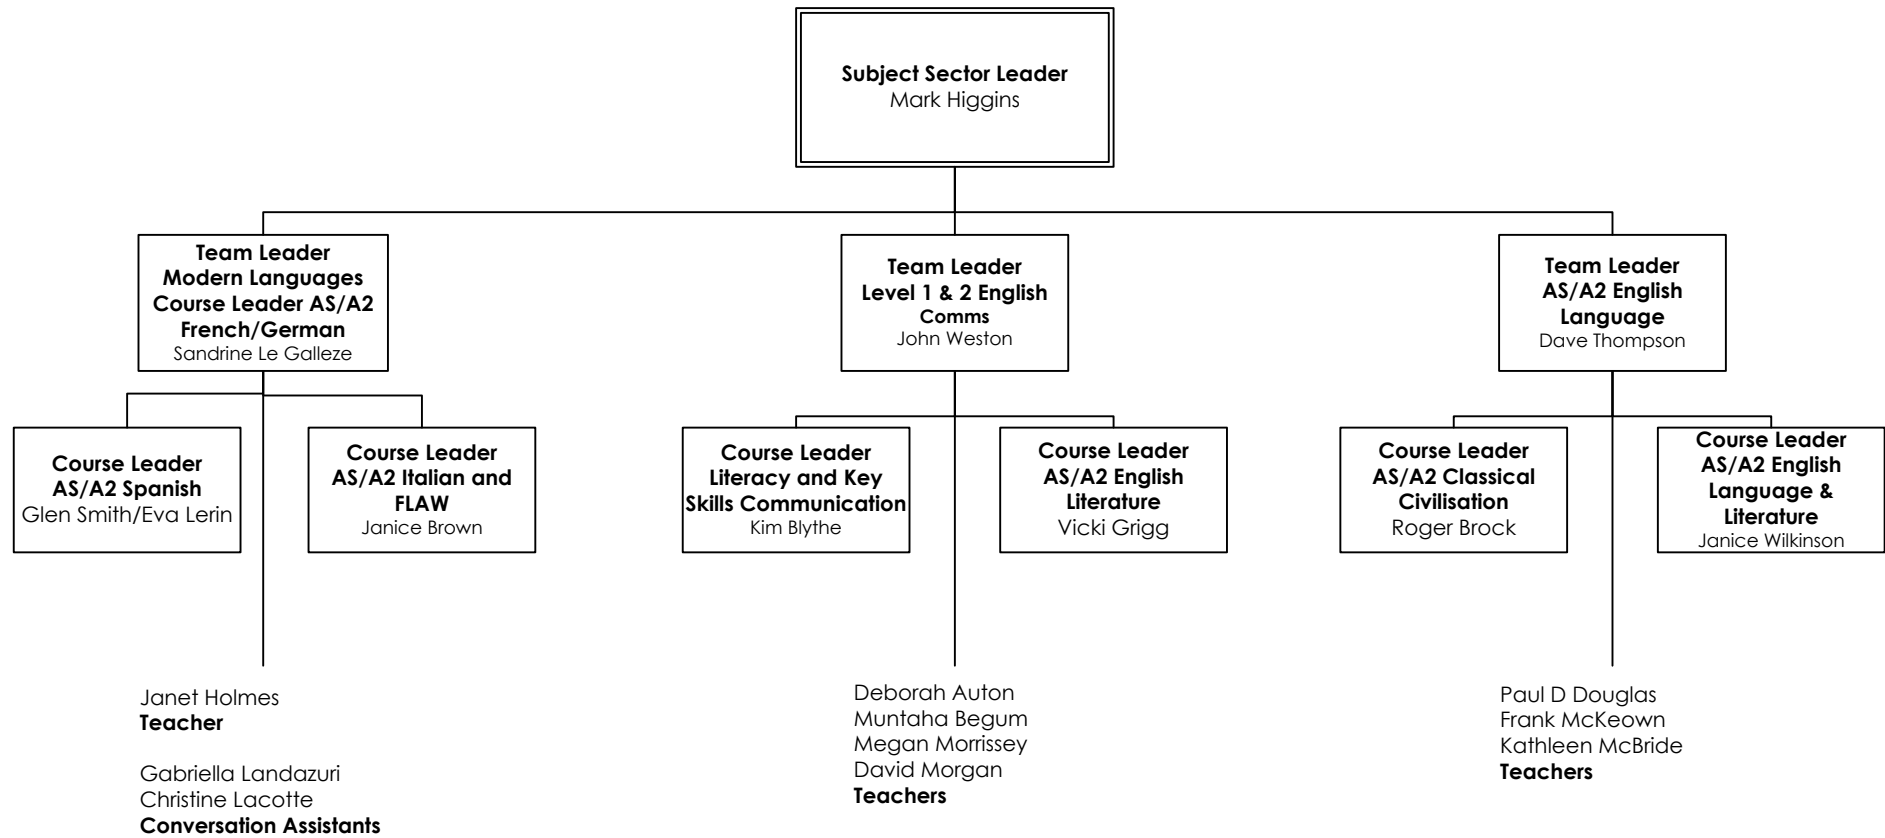 Subject Sector Leader
Mark Higgins
Team Leader
Modern Languages
Course Leader AS/A2
French/German
Sandrine Le Galleze
Team Leader
Level 1 & 2 English
Comms
John Weston
Team Leader
AS/A2 English
Language
Dave Thompson
Course Leader
AS/A2 Spanish
Glen Smith/Eva Lerin
Course Leader
AS/A2 Italian and
FLAW
Janice Brown
Course Leader
Literacy and Key
Skills Communication
Kim Blythe
Course Leader
AS/A2 English
Literature
Vicki Grigg
Course Leader
AS/A2 Classical
Civilisation
Roger Brock
Course Leader
AS/A2 English
Language &
Literature
Janice Wilkinson
Janet Holmes
Teacher
Gabriella Landazuri
Christine Lacotte
Conversation Assistants
Deborah Auton
Muntaha Begum
Megan Morrissey
David Morgan
Teachers
Paul D Douglas
Frank McKeown
Kathleen McBride
Teachers